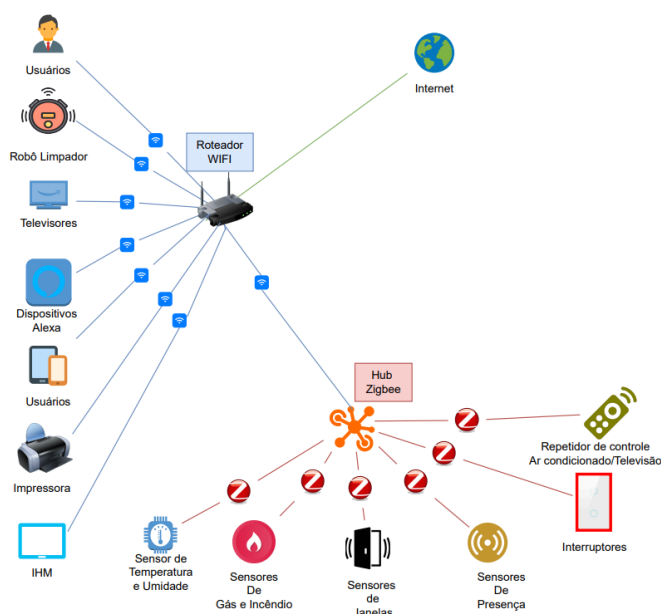 Usuários
Internet
Roteador
WIFI
Robô Limpador
Televisores
Dispositivos
Alexa
Usuários
Hub
Zigbee
Impressora
Repetidor de controle
Ar condicionado/Televisão
IHM
Sensor de
Temperatura
e Umidade
Sensores
De
Gás e Incêndio
Sensores
de
Janelas
Sensores
De
Presença
Interruptores